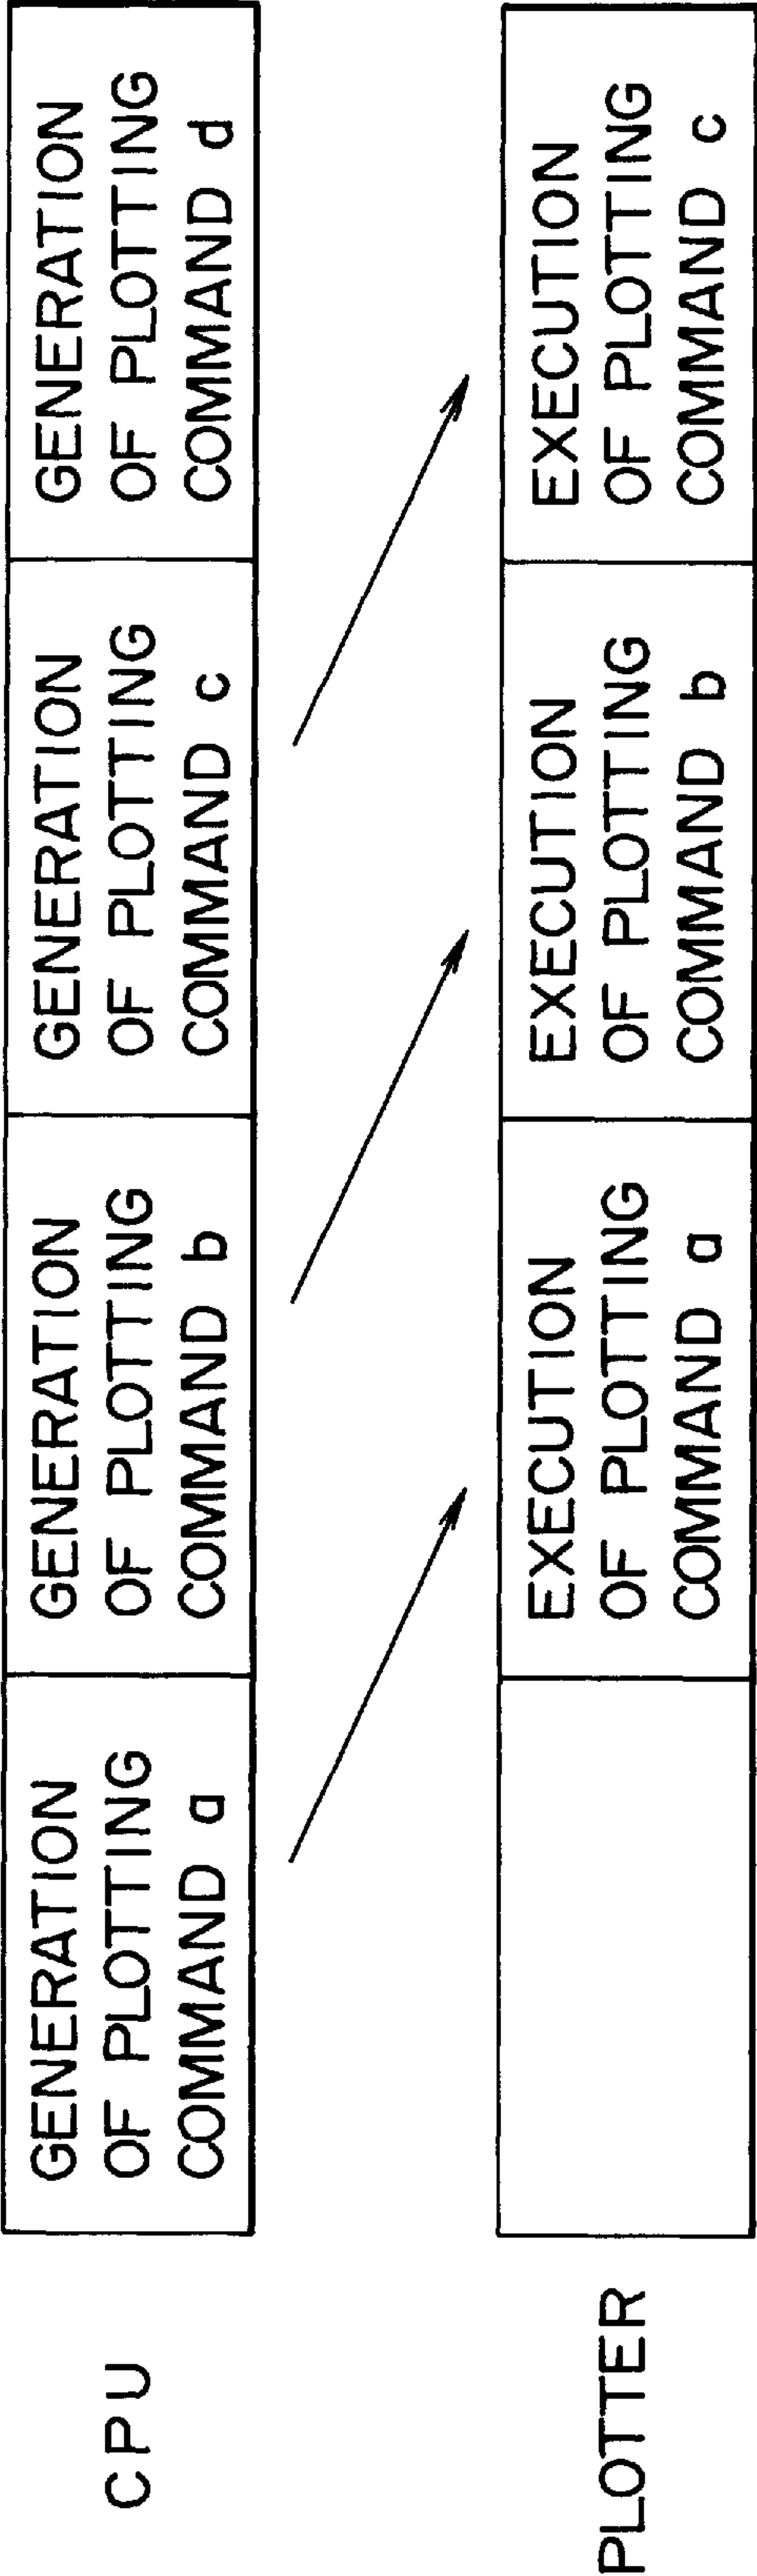 CPU
GENERATION
OF PLOTTING
COMMAND a
GENERATION
OF PLOTTING
COMMAND b
GENERATION
OF PLOTTING
COMMAND c
GENERATION
OF PLOTTING
COMMAND d
PLOTTER
EXECUTION
OF PLOTTING
COMMAND a
EXECUTION
OF PLOTTING
COMMAND b
EXECUTION
OF PLOTTING
COMMAND c